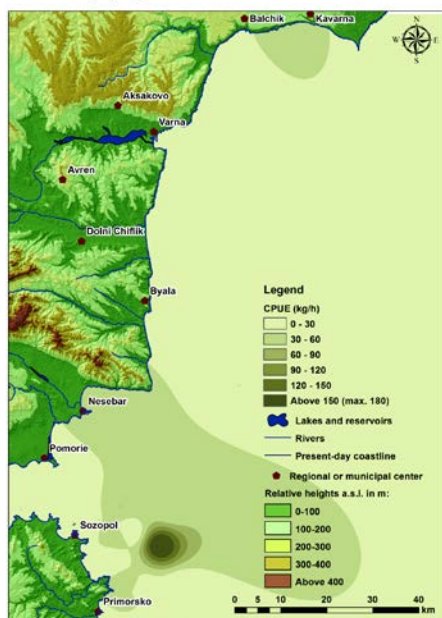 Balchik
Kavarna
N
W E
S
Aksakovo
Varna
Avren
Dolni Chiflik
Byala
Legend
CPUE (kg/h)
0 - 30
30 - 60
60 - 90
90 - 120
120 - 150
Above 150 (max. 180)
Lakes and reservoirs
Rivers
Present-day coastline
Regional or municipal center
Relative heights a.s.l. in m:
0-100
100-200
200-300
300-400
Above 400
Nesebar
Pomorie
Sozopol
Primorsko
0 5 10 20 30 40
km